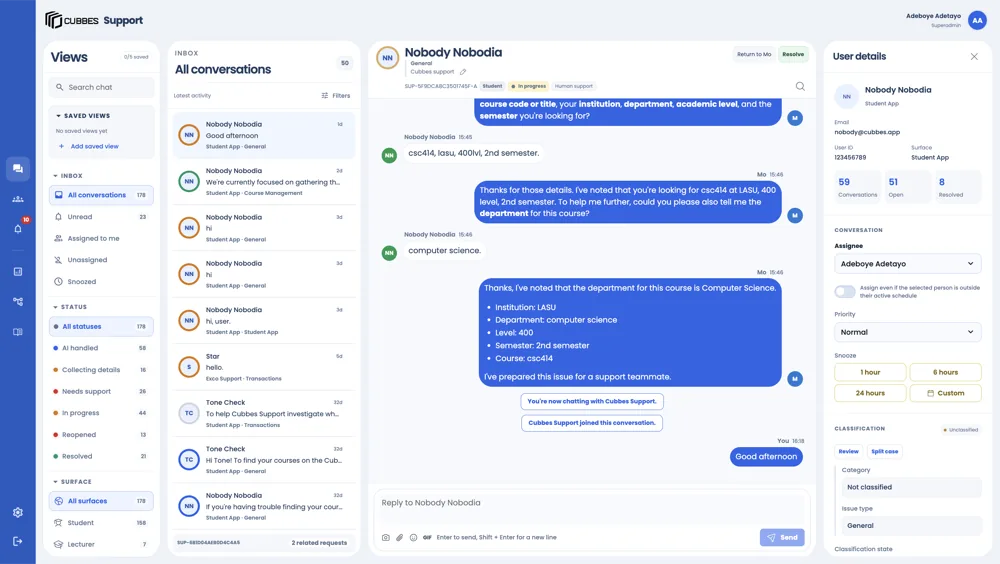 CUBBES Support
Adeboye Adetayo
Superadmin
AA
10
Views
0/5 saved
Search chat
SAVED VIEWS
No saved views yet
+ Add saved view
INBOX
All conversations 178
Unread 23
Assigned to me
Unassigned
Snoozed
STATUS
All statuses 178
AI handled 58
Collecting details 16
Needs support 26
In progress 44
Reopened 13
Resolved 21
SURFACE
All surfaces 178
Student 158
Lecturer 7
INBOX
All conversations
50
Latest activity
Filters
NN
Nobody Nobodia 1d
Good afternoon
Student App · General
NN
Nobody Nobodia 3d
We're currently focused on gathering th...
Student App · Course Management
NN
Nobody Nobodia 3d
hi
Student App · General
NN
Nobody Nobodia 3d
hi
Student App · General
NN
Nobody Nobodia 3d
hi, user.
Student App · Student App
S
Star 5d
hello.
Exco Support · Transactions
TC
Tone Check 32d
To help Cubbes Support investigate wh...
Student App · Transactions
TC
Tone Check 32d
Hi Tone! To find your courses on the Cub...
Student App · General
NN
Nobody Nobodia 32d
If you're having trouble finding your cour...
Student App · General
2 related requests
NN
Nobody Nobodia
General
Cubbes support
Return to Mo
Resolve
SUP-5F9DCABC3501745F-A
Student
In progress
Human support
course code or title, your institution, department, academic level, and the
semester you're looking for?
M
Nobody Nobodia 15:45
NN
csc414, lasu, 400lvl, 2nd semester.
Mo 15:46
Thanks for those details. I've noted that you're looking for csc414 at LASU, 400
level, 2nd semester. To help me further, could you please also tell me the
department for this course?
M
Nobody Nobodia 15:46
NN
computer science.
Mo 15:46
Thanks, I've noted that the department for this course is Computer Science.
• Institution: LASU
• Department: computer science
• Level: 400
• Semester: 2nd semester
• Course: csc414
I've prepared this issue for a support teammate.
M
You're now chatting with Cubbes Support.
Cubbes Support joined this conversation.
You 16:18
Good afternoon
Reply to Nobody Nobodia
GIF
Enter to send, Shift + Enter for a new line
Send
User details
NN
Nobody Nobodia
Student App
Email
nobody@cubbes.app
User ID
123456789
Surface
Student App
59
Conversations
51
Open
8
Resolved
CONVERSATION
Assignee
Adeboye Adetayo
Assign even if the selected person is outside
their active schedule
Priority
Normal
Snooze
1 hour
6 hours
24 hours
Custom
CLASSIFICATION
Unclassified
Review
Split case
Category
Not classified
Issue type
General
Classification state